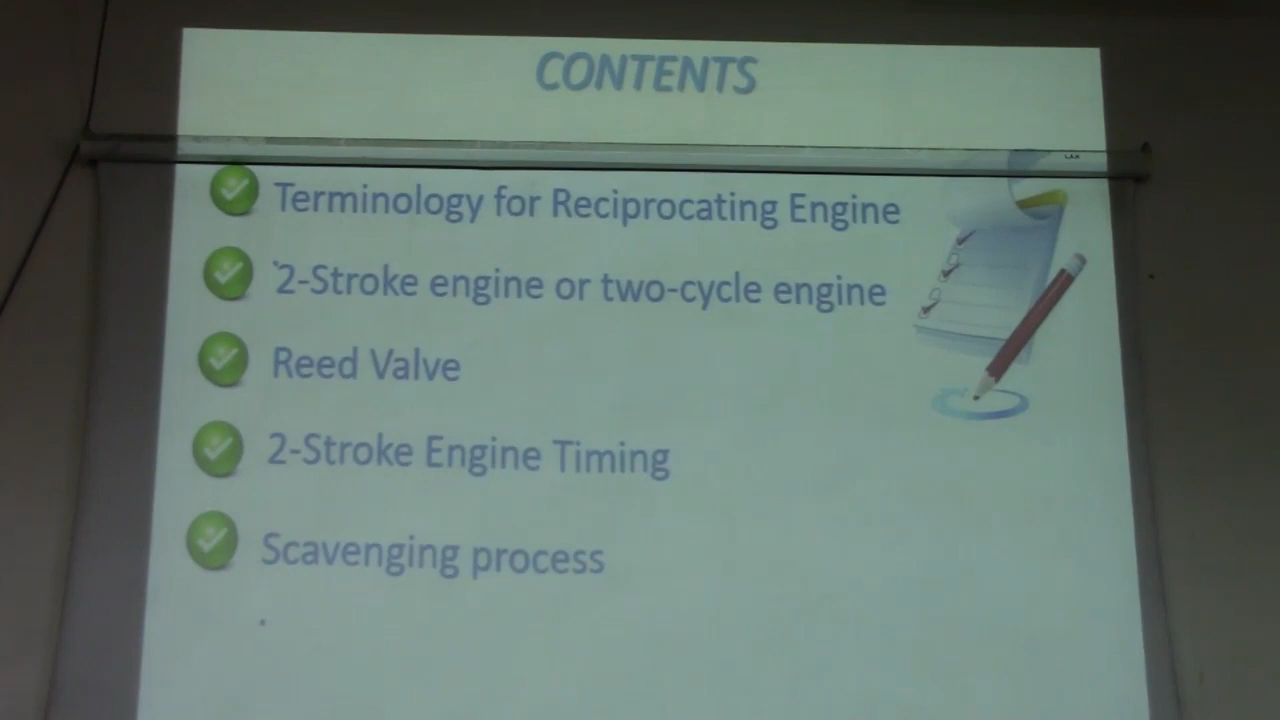 CONTENTS
Terminology for Reciprocating Engine
2-Stroke engine or two-cycle engine
Reed Valve
2-Stroke Engine Timing
Scavenging process